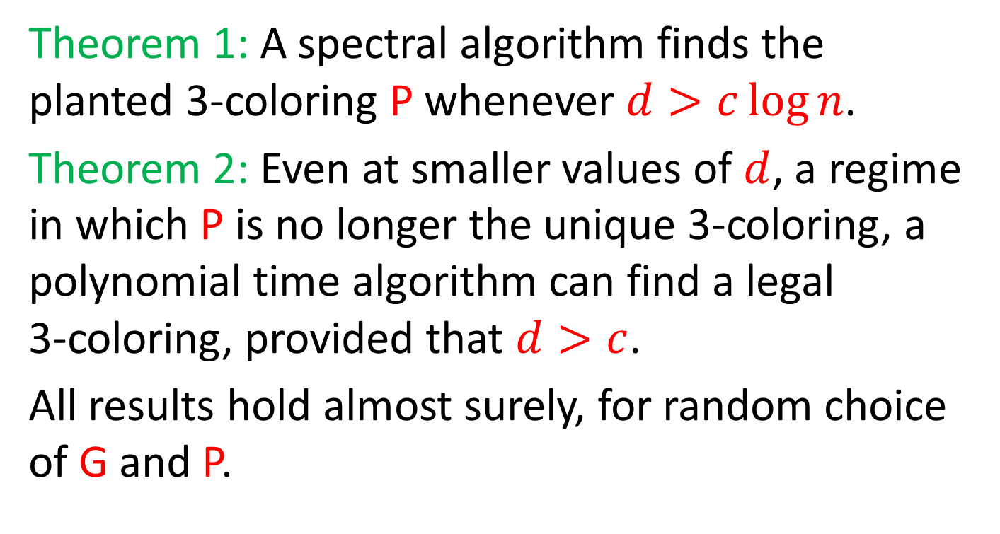 Theorem 1: A spectral algorithm finds the
planted 3-coloring P whenever d > c log n.
Theorem 2: Even at smaller values of d, a regime
in which P is no longer the unique 3-coloring, a
polynomial time algorithm can find a legal
3-coloring, provided that d > c.
All results hold almost surely, for random choice
of G and P.